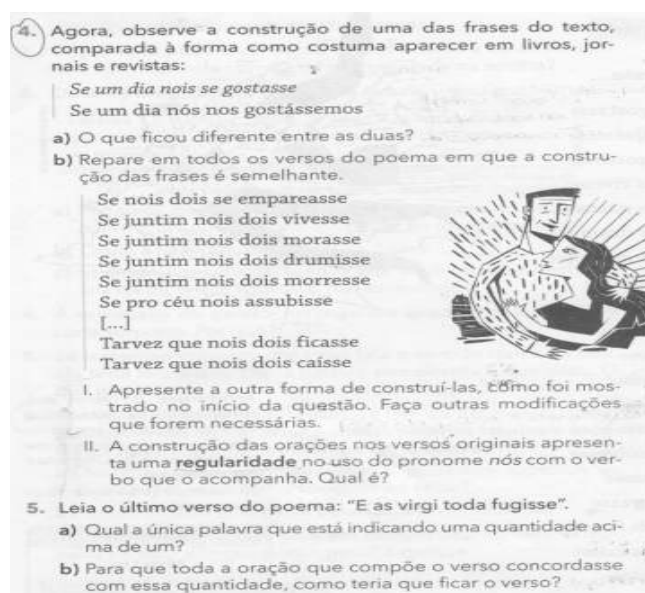 4. Agora, observe a construção de uma das frases do texto,
comparada à forma como costuma aparecer em livros, jor-
nais e revistas:
Se um dia nois se gostasse
Se um dia nós nos gostássemos
a) O que ficou diferente entre as duas?
b) Repare em todos os versos do poema em que a constru-
ção das frases é semelhante.
Se nois dois se empareasse
Se juntim nois dois vivesse
Se juntim nois dois morasse
Se juntim nois dois drumisse
Se juntim nois dois morresse
Se pro céu nois assubisse
[...]
Tarvez que nois dois ficasse
Tarvez que nois dois caísse
I. Apresente a outra forma de construí-las, como foi mos-
trado no início da questão. Faça outras modificações
que forem necessárias.
II. A construção das orações nos versos originais apresen-
ta uma regularidade no uso do pronome nós com o ver-
bo que o acompanha. Qual é?
5. Leia o último verso do poema: "E as virgi toda fugisse".
a) Qual a única palavra que está indicando uma quantidade aci-
ma de um?
b) Para que toda a oração que compõe o verso concordasse
com essa quantidade, como teria que ficar o verso?